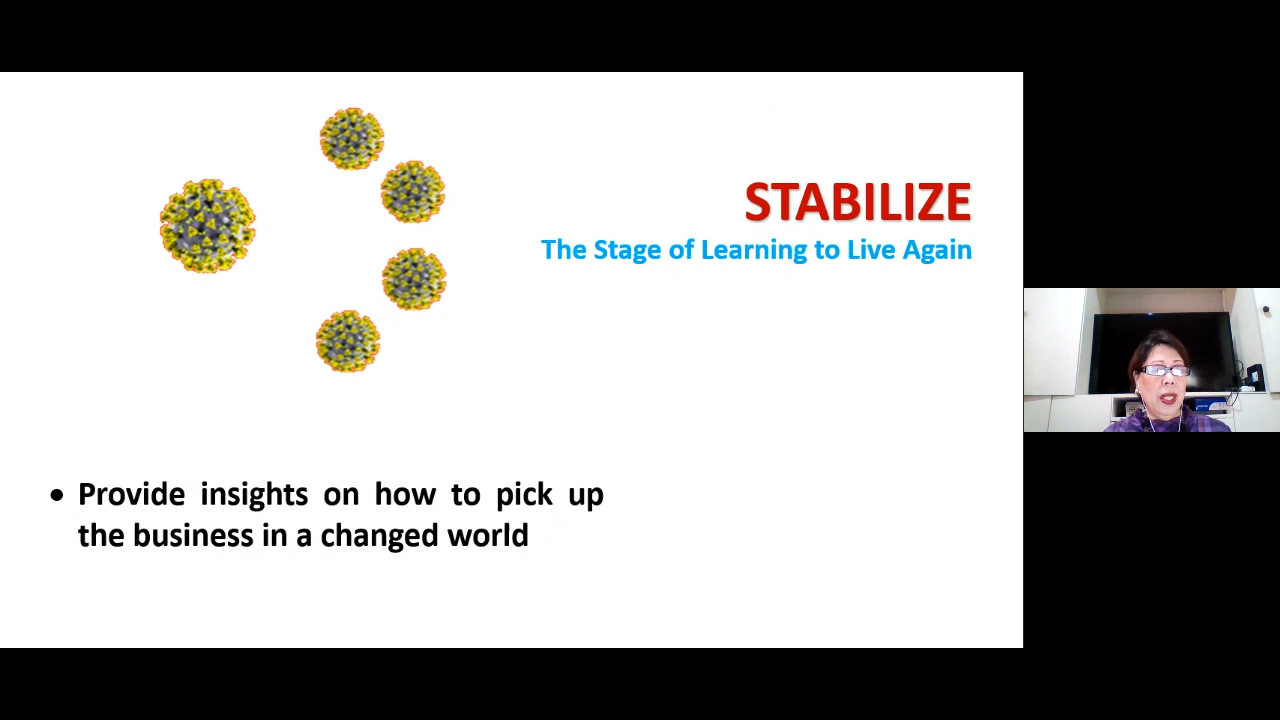 STABILIZE
The Stage of Learning to Live Again
• Provide insights on how to pick up
the business in a changed world